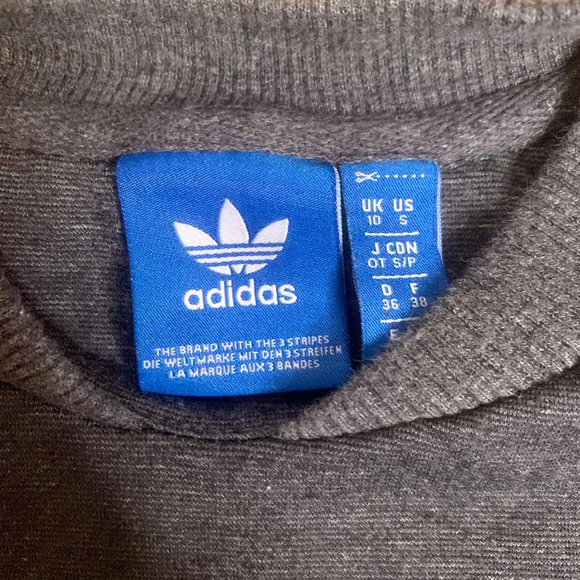 adidas
THE BRAND WITH THE 3 STRIPES
DIE WELTMARKE MIT DEN 3 STREIFEN
LA MARQUE AUX 3 BANDES
UK US
10 S
J CDN
OT S/P
D F
36 38